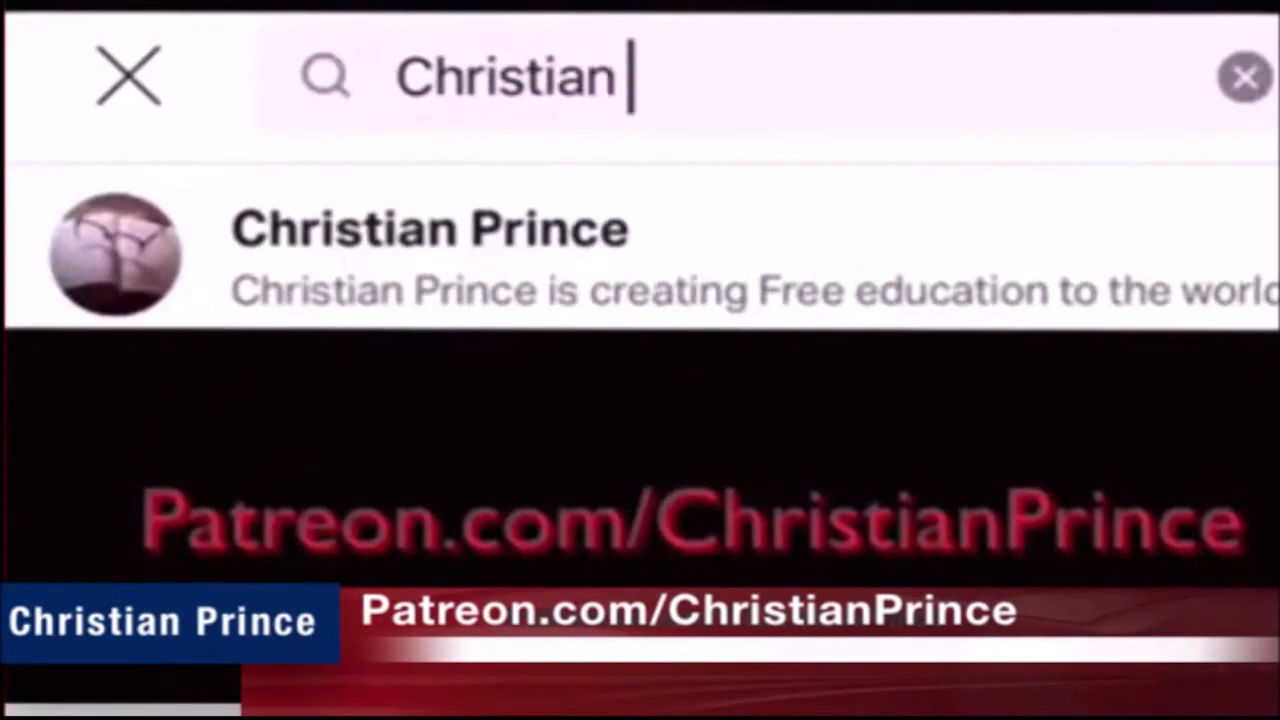 Christian
Christian Prince
Christian Prince is creating Free education to the world
Patreon.com/ChristianPrince
Christian Prince
Patreon.com/ChristianPrince